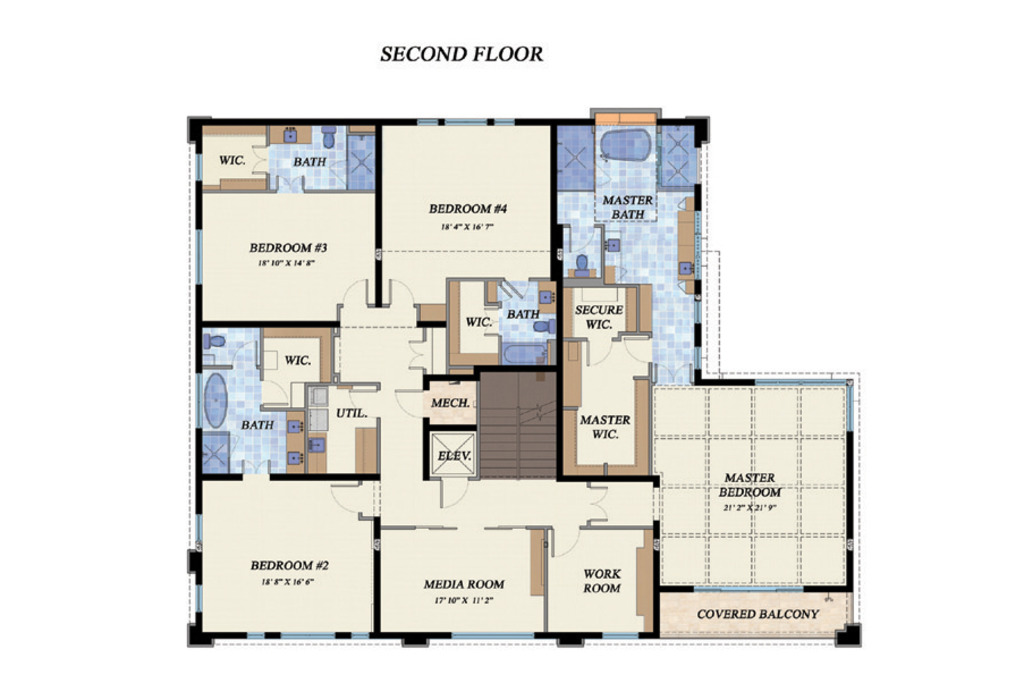 SECOND FLOOR
WIC.
BATH
MASTER
BATH
BEDROOM #4
18' 4" X 16' 7"
BEDROOM #3
18' 10" X 14' 8"
SECURE
WIC.
WIC.
BATH
WIC.
BATH
UTIL.
MECH.
ELEV.
MASTER
WIC.
MASTER
BEDROOM
21' 2" X 21' 9"
BEDROOM #2
18' 8" X 16' 6"
MEDIA ROOM
17' 10" X 11' 2"
WORK
ROOM
COVERED BALCONY